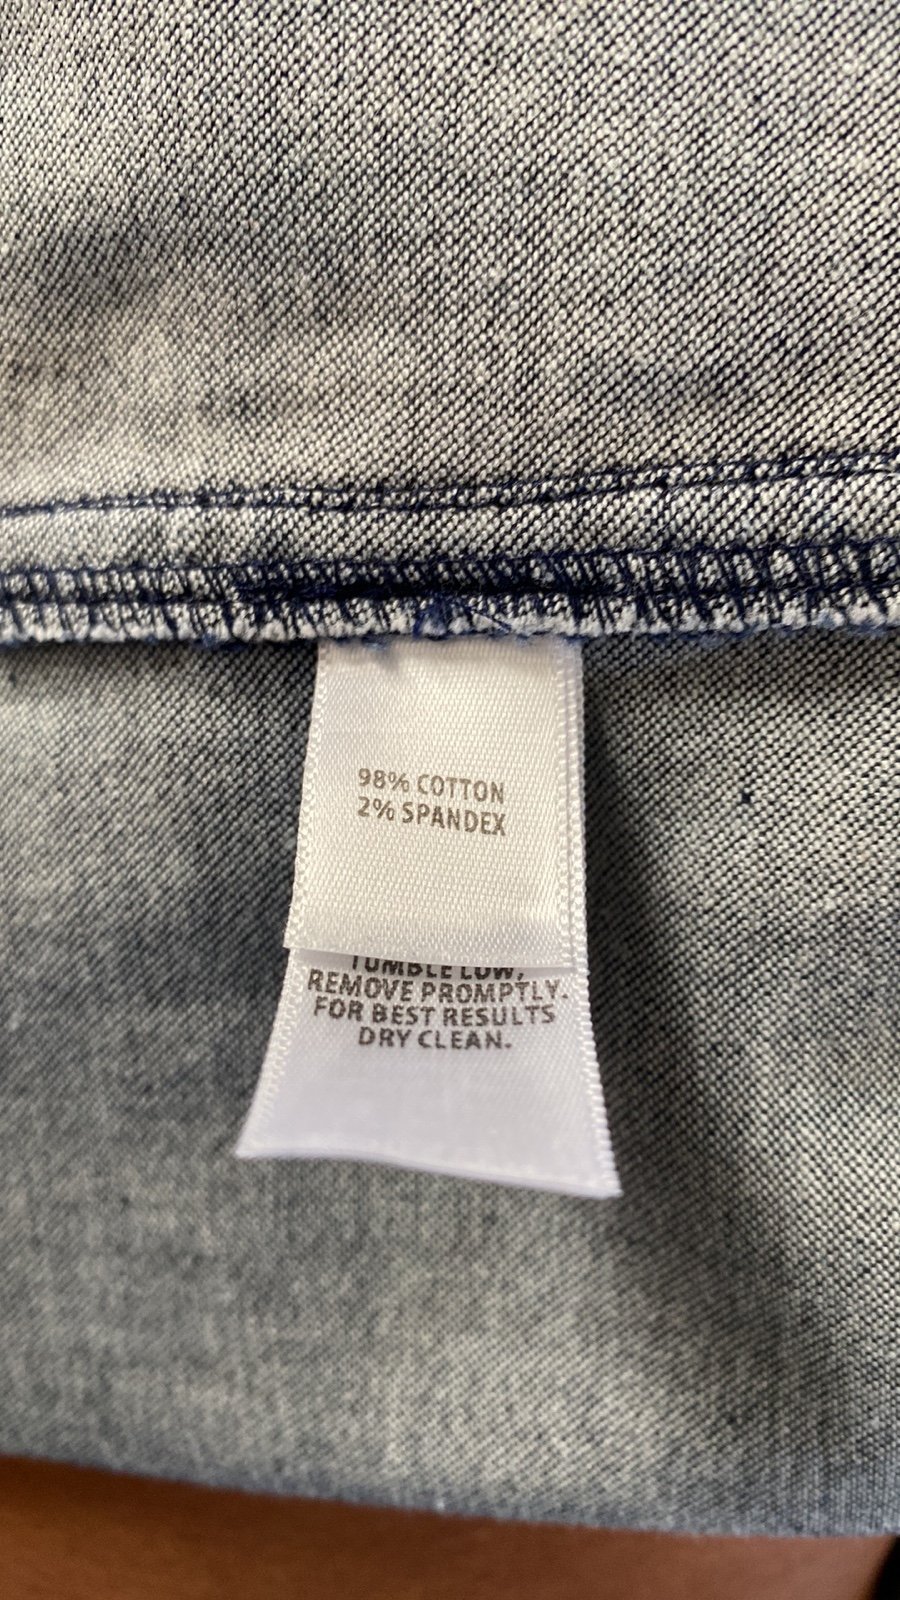 98% COTTON
2% SPANDEX
TUMBLE LOW,
REMOVE PROMPTLY.
FOR BEST RESULTS
DRY CLEAN.